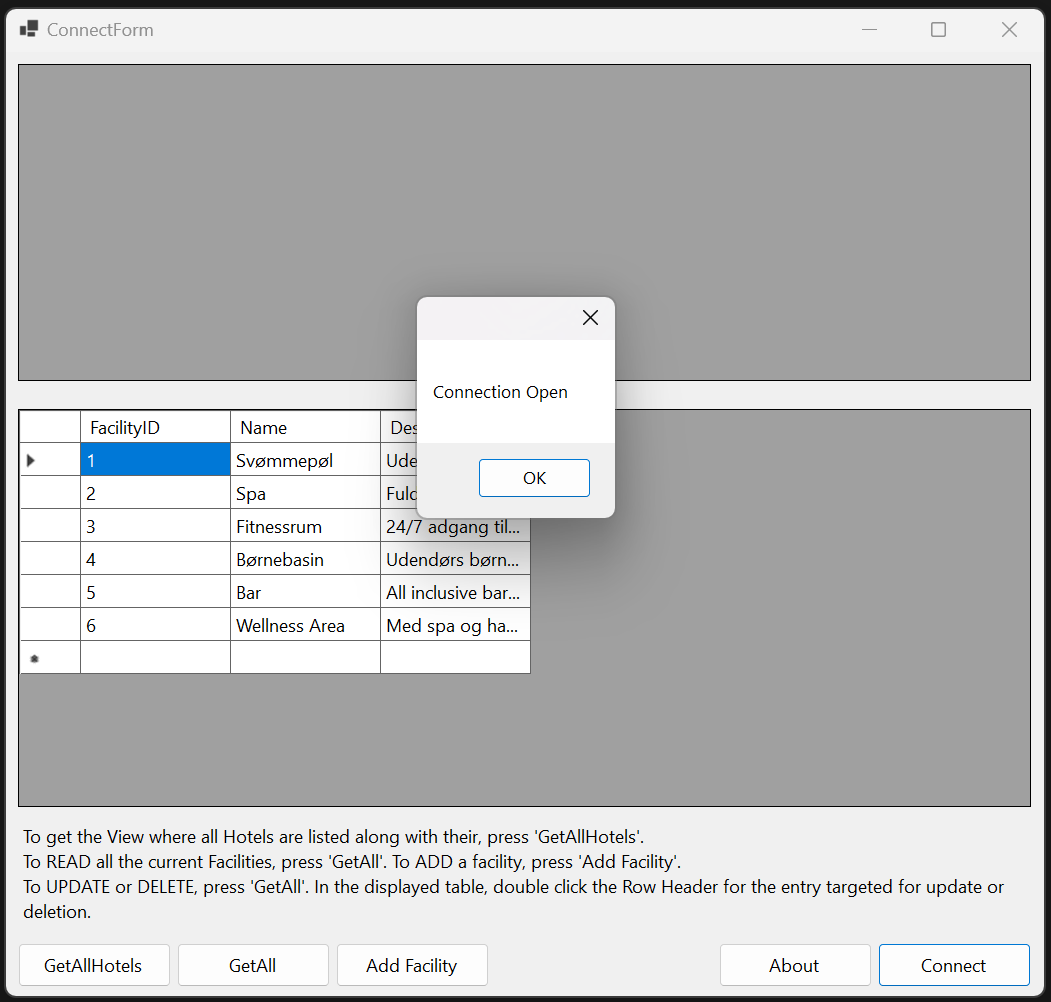 ConnectForm
Connection Open
OK
FacilityID Name Des
1 Svømmepøl Ude
2 Spa Fuld
3 Fitnessrum 24/7 adgang til...
4 Børnebasin Udendørs børn...
5 Bar All inclusive bar...
6 Wellness Area Med spa og ha...
To get the View where all Hotels are listed along with their, press 'GetAllHotels'.
To READ all the current Facilities, press 'GetAll'. To ADD a facility, press 'Add Facility'.
To UPDATE or DELETE, press 'GetAll'. In the displayed table, double click the Row Header for the entry targeted for update or
deletion.
GetAllHotels GetAll Add Facility About Connect